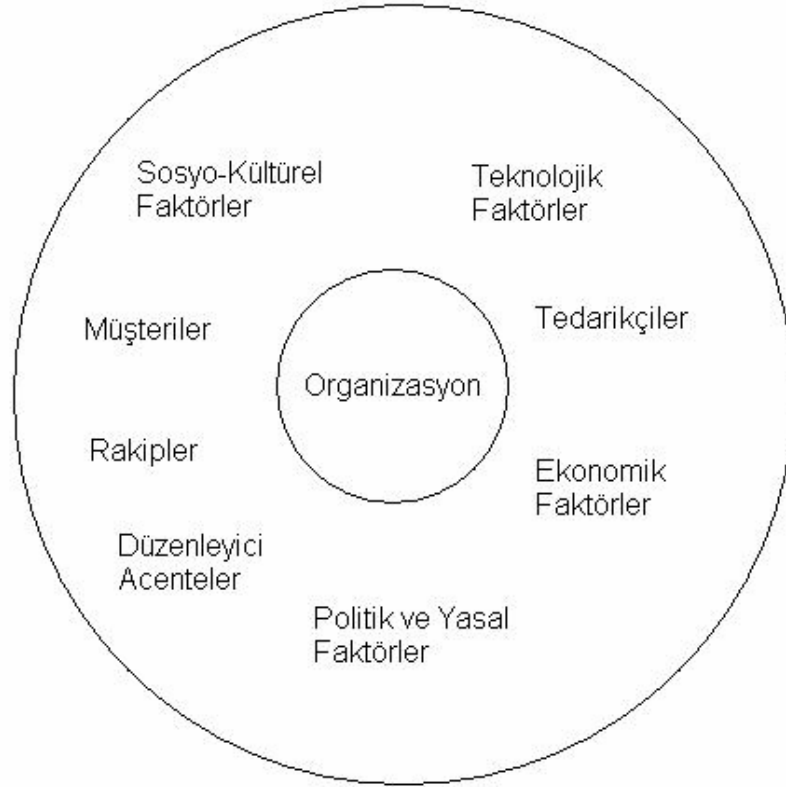 Sosyo-Kültürel
Faktörler
Teknolojik
Faktörler
Müşteriler
Tedarikçiler
Organizasyon
Rakipler
Ekonomik
Faktörler
Düzenleyici
Acenteler
Politik ve Yasal
Faktörler